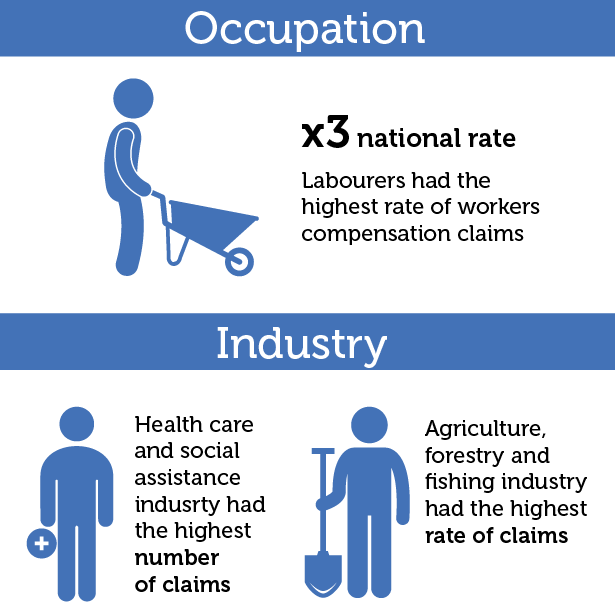 Occupation
x3 national rate
Labourers had the
highest rate of workers
compensation claims
Industry
Health care
and social
assistance
indusrty had
the highest
number
of claims
Agriculture,
forestry and
fishing industry
had the highest
rate of claims